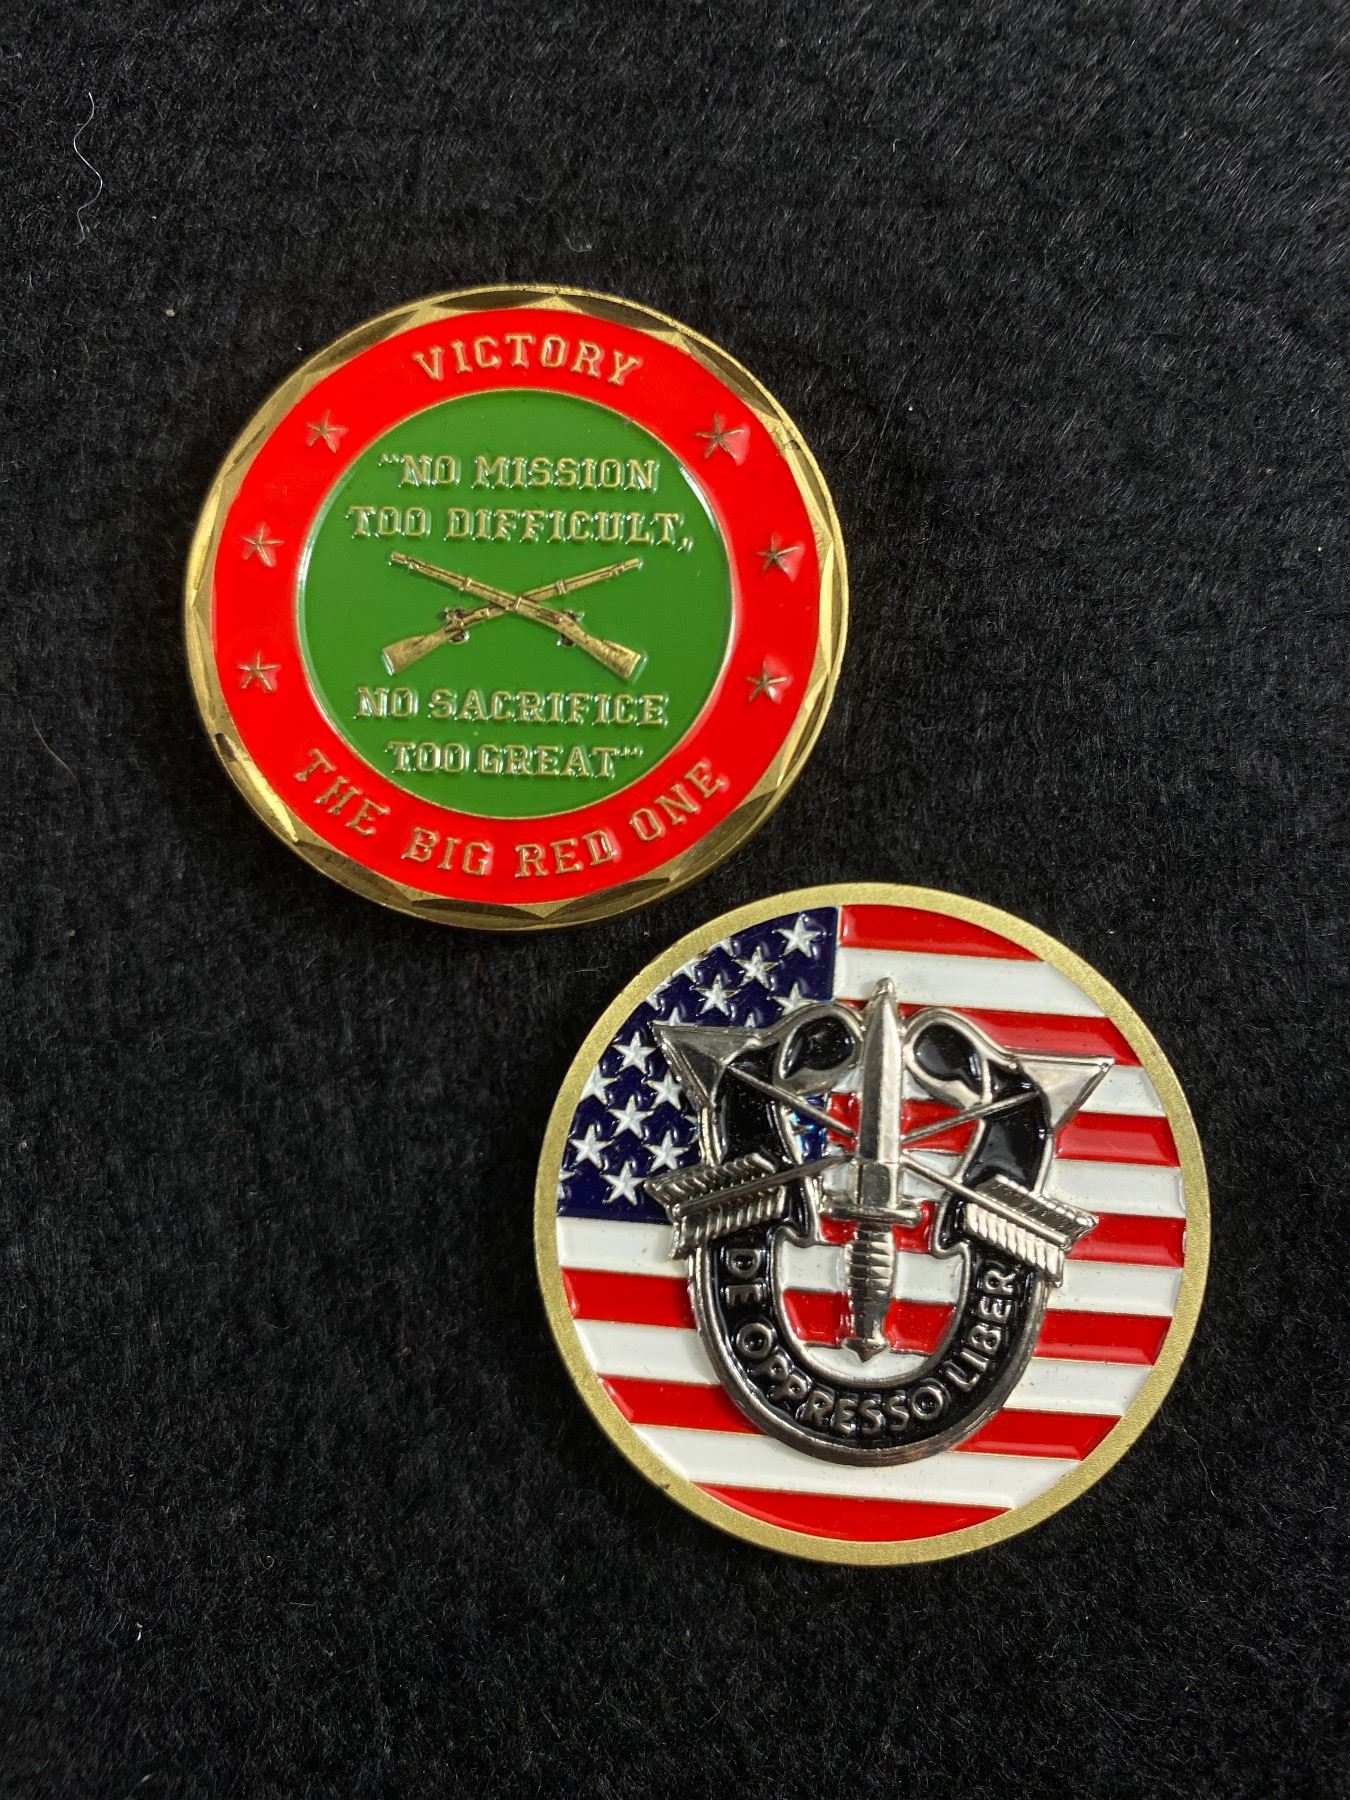 VICTORY
"NO MISSION
TOO DIFFICULT,
NO SACRIFICE
TOO GREAT"
THE BIG RED ONE
DE OPPRESSO LIBER